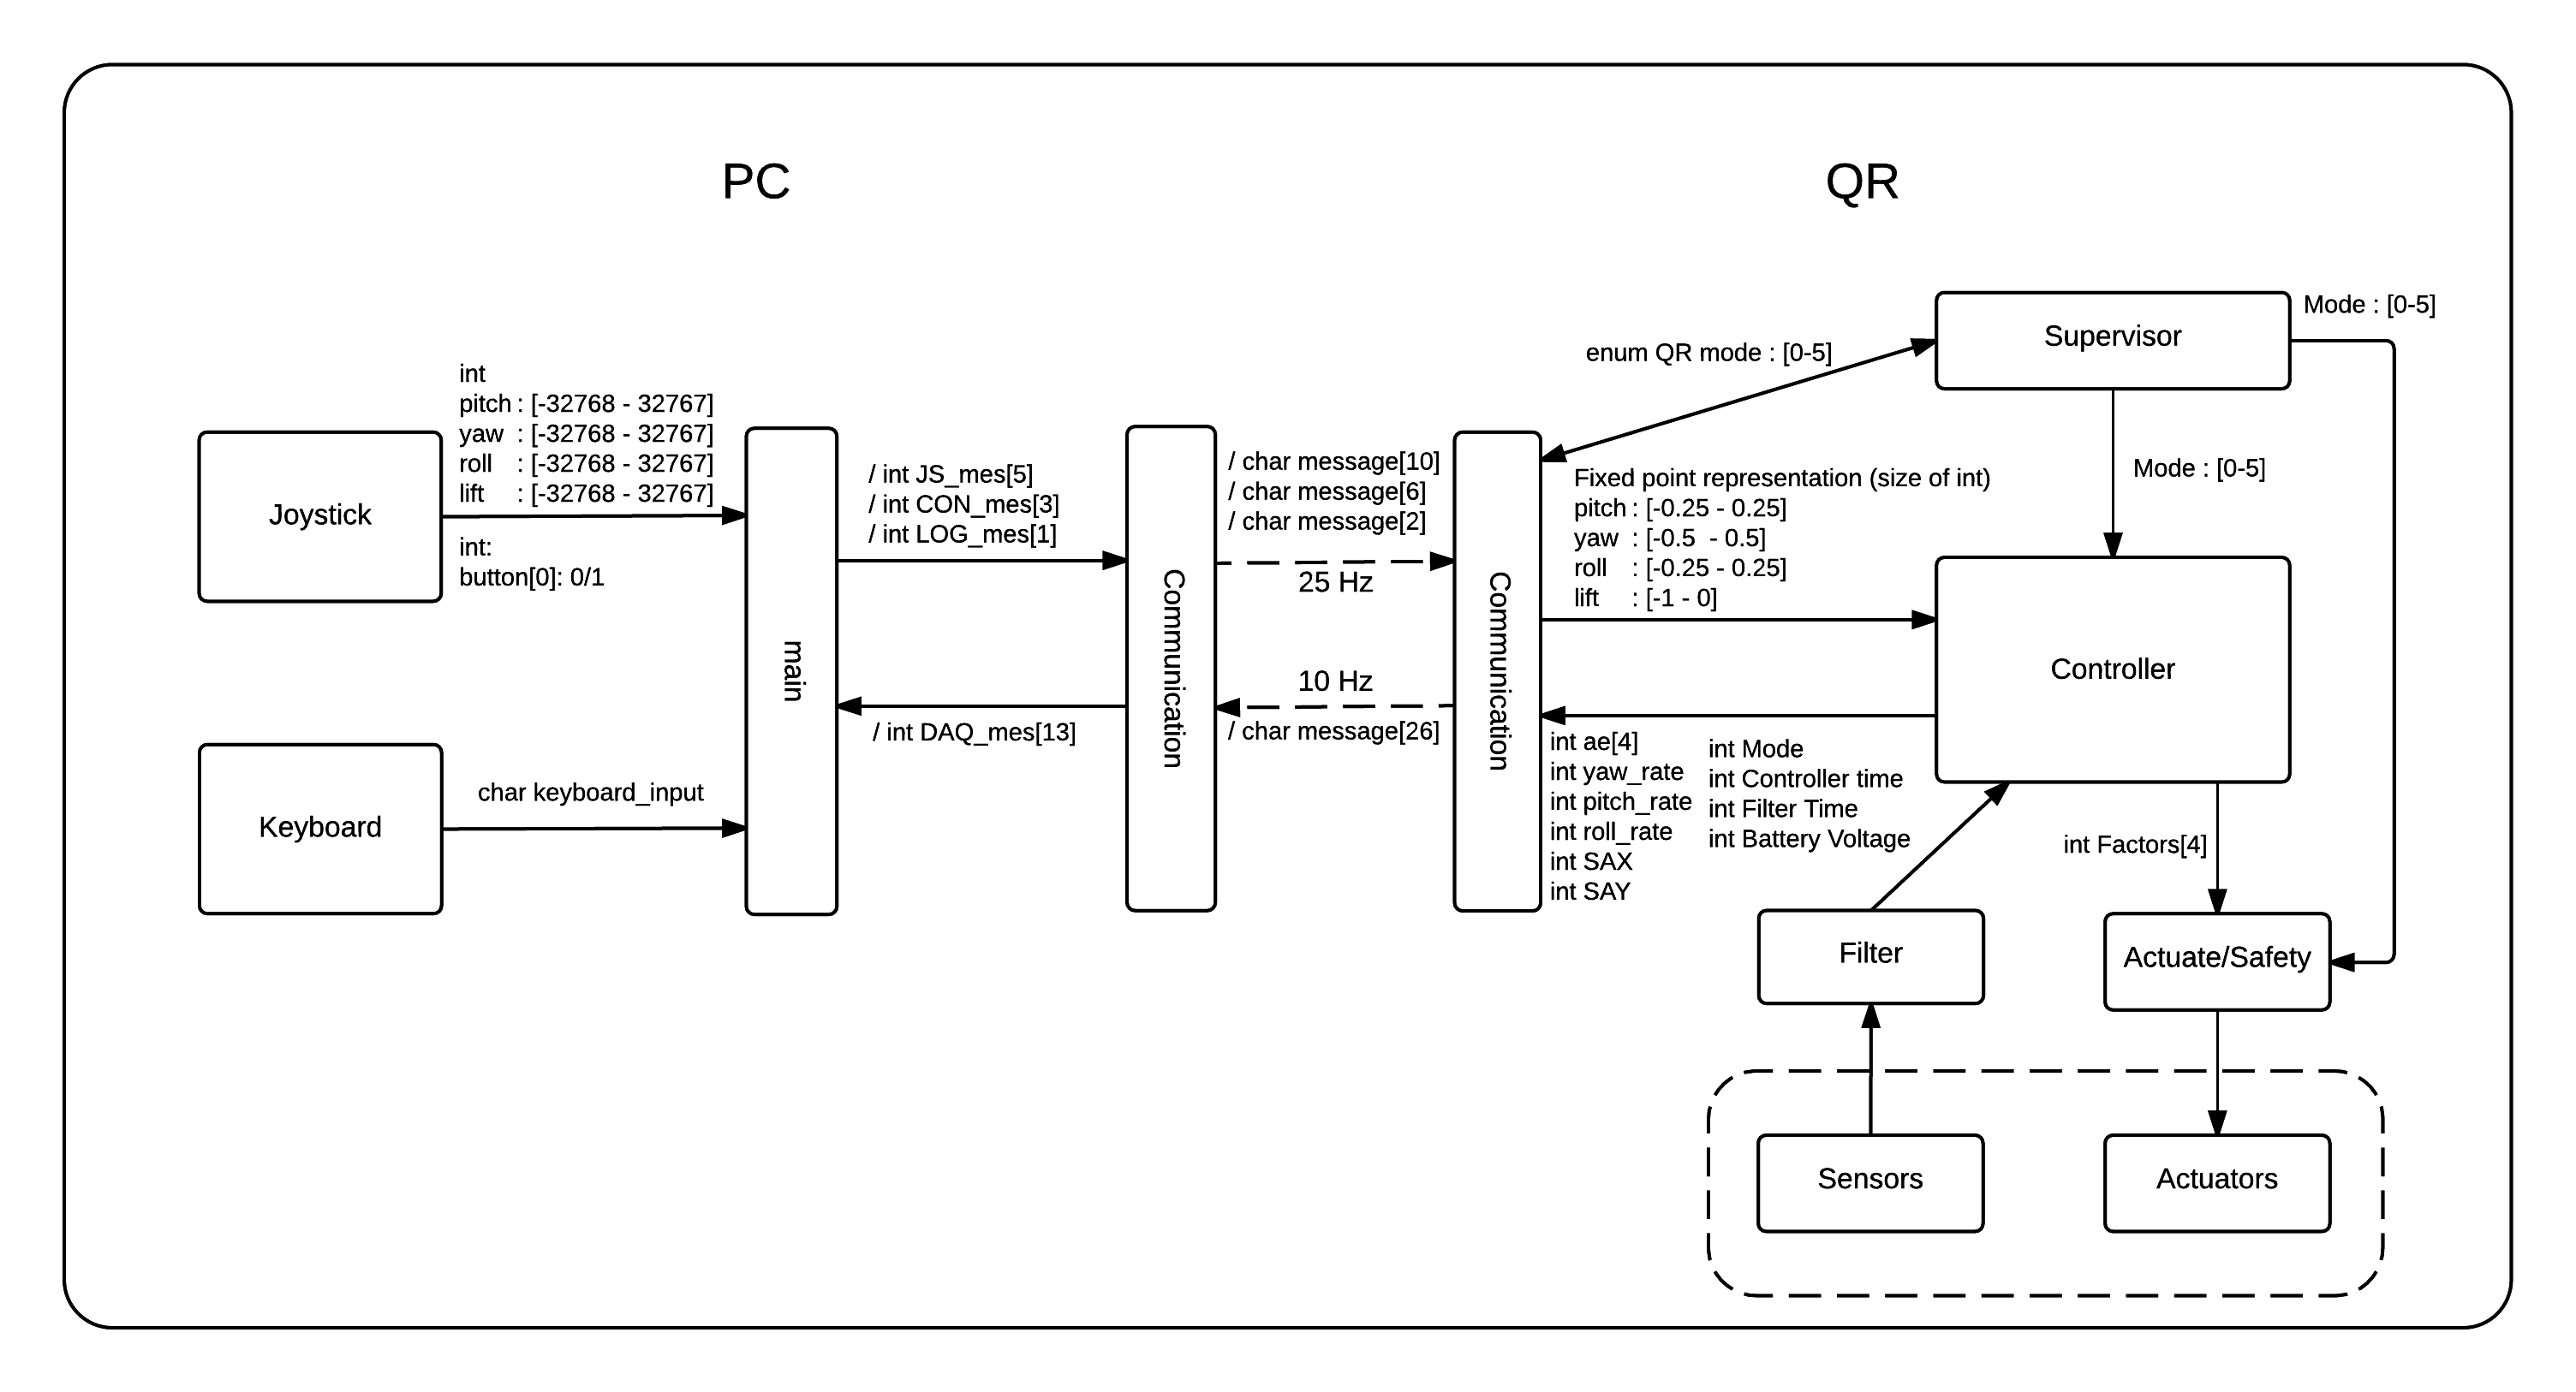 PC
QR
Joystick
int
pitch : [-32768 - 32767]
yaw : [-32768 - 32767]
roll : [-32768 - 32767]
lift : [-32768 - 32767]
int:
button[0]: 0/1
Keyboard
char keyboard_input
main
/ int JS_mes[5]
/ int CON_mes[3]
/ int LOG_mes[1]
/ int DAQ_mes[13]
Communication
/ char message[10]
/ char message[6]
/ char message[2]
25 Hz
10 Hz
/ char message[26]
Communication
enum QR mode : [0-5]
Supervisor
Mode : [0-5]
Mode : [0-5]
Fixed point representation (size of int)
pitch : [-0.25 - 0.25]
yaw : [-0.5 - 0.5]
roll : [-0.25 - 0.25]
lift : [-1 - 0]
Controller
int ae[4]
int yaw_rate
int pitch_rate
int roll_rate
int SAX
int SAY
int Mode
int Controller time
int Filter Time
int Battery Voltage
int Factors[4]
Filter
Actuate/Safety
Sensors
Actuators